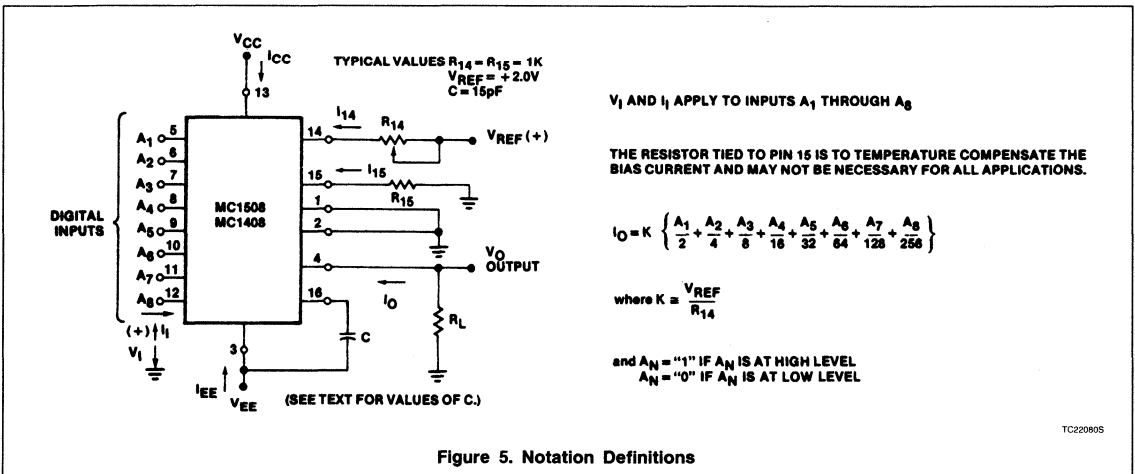 VCC
ICC
13
TYPICAL VALUES R14 = R15 = 1K
VREF = + 2.0V
C = 15pF
DIGITAL
INPUTS
A1 5
A2 6
A3 7
A4 8
A5 9
A6 10
A7 11
A8 12
(+) II
VI
MC1508
MC1408
14
I14
R14
VREF (+)
15
I15
R15
1
2
4
VO
OUTPUT
IO
16
RL
C
3
IEE
VEE
(SEE TEXT FOR VALUES OF C.)
VI AND II APPLY TO INPUTS A1 THROUGH A8
THE RESISTOR TIED TO PIN 15 IS TO TEMPERATURE COMPENSATE THE
BIAS CURRENT AND MAY NOT BE NECESSARY FOR ALL APPLICATIONS.
IO = K { A1/2 + A2/4 + A3/8 + A4/16 + A5/32 + A6/64 + A7/128 + A8/256 }
where K ≅ VREF/R14
and AN = "1" IF AN IS AT HIGH LEVEL
AN = "0" IF AN IS AT LOW LEVEL
TC22080S
Figure 5. Notation Definitions